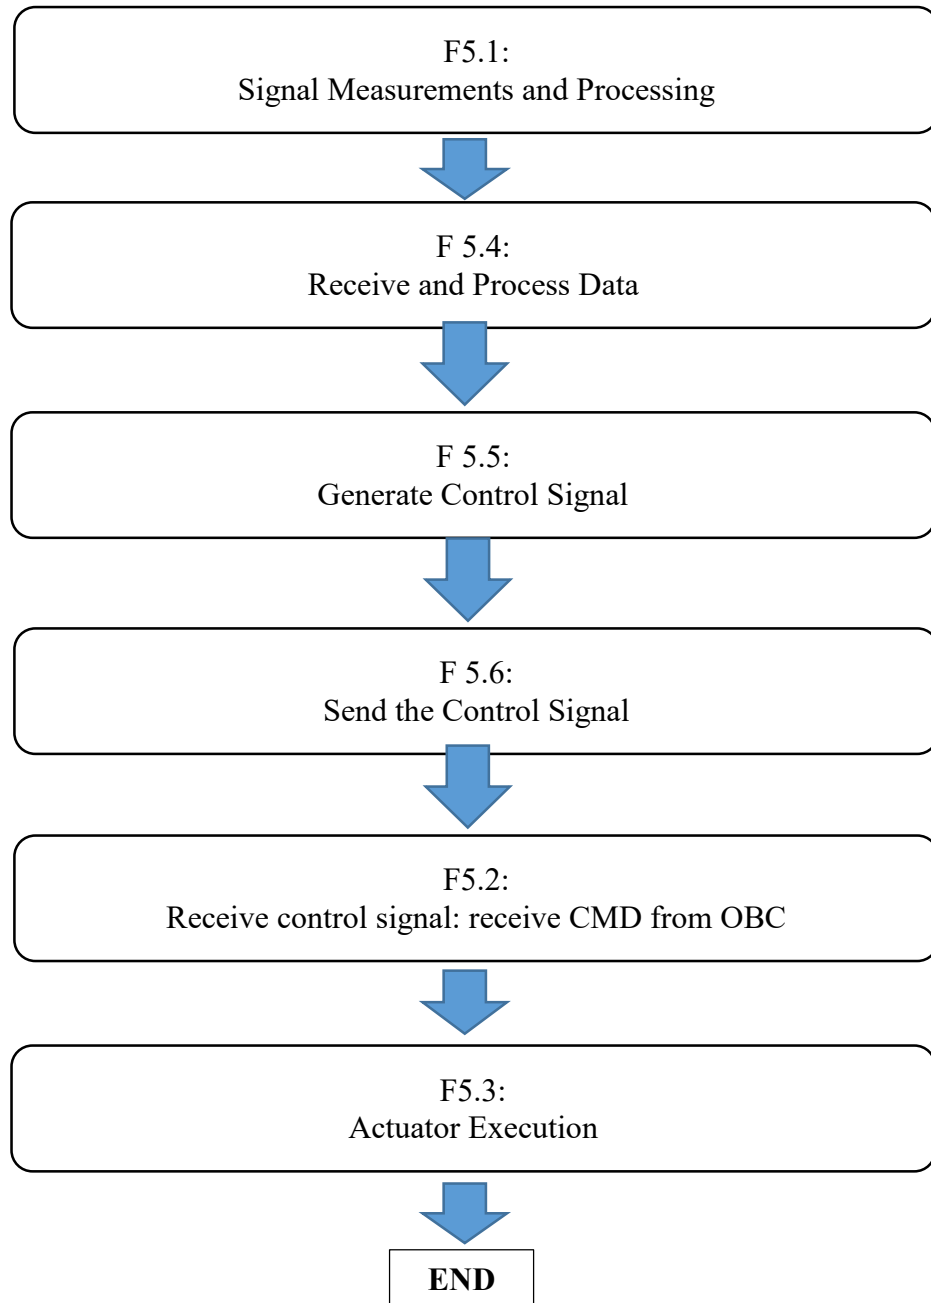 F5.1:
Signal Measurements and Processing
F 5.4:
Receive and Process Data
F 5.5:
Generate Control Signal
F 5.6:
Send the Control Signal
F5.2:
Receive control signal: receive CMD from OBC
F5.3:
Actuator Execution
END